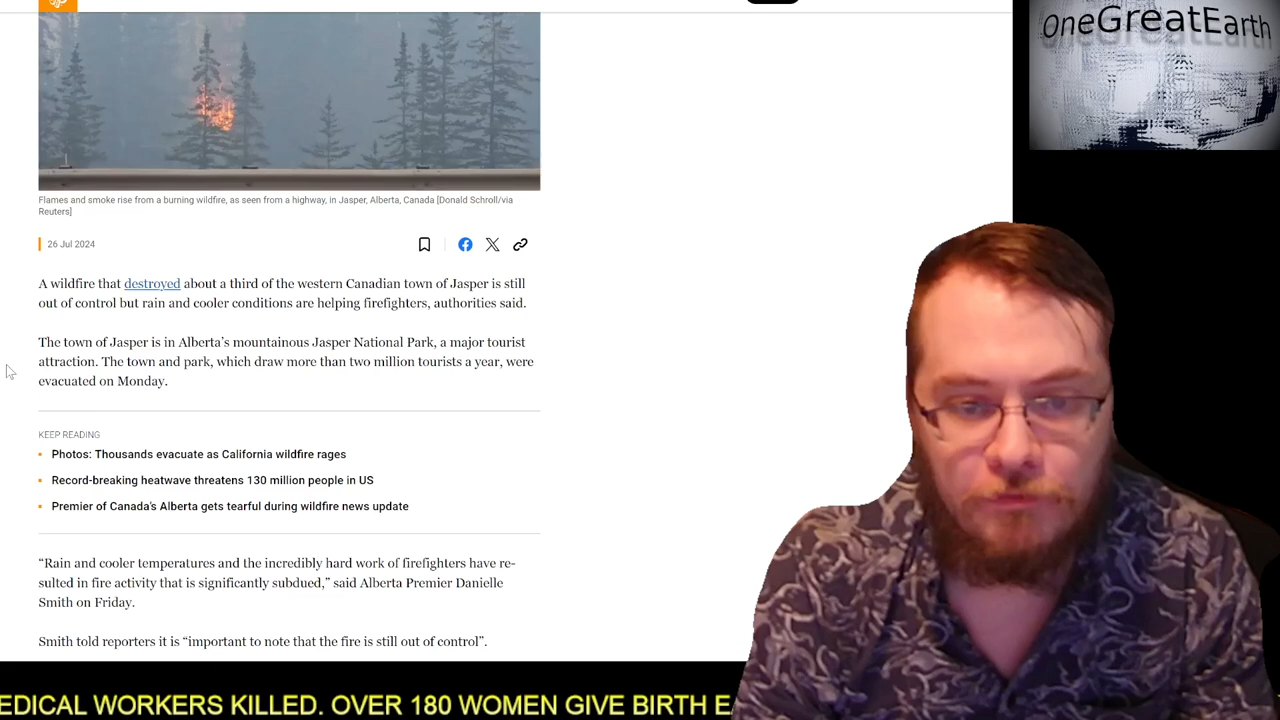 OneGreatEarth
Flames and smoke rise from a burning wildfire, as seen from a highway, in Jasper, Alberta, Canada [Donald Schroll/via
Reuters]
26 Jul 2024
A wildfire that destroyed about a third of the western Canadian town of Jasper is still
out of control but rain and cooler conditions are helping firefighters, authorities said.
The town of Jasper is in Alberta’s mountainous Jasper National Park, a major tourist
attraction. The town and park, which draw more than two million tourists a year, were
evacuated on Monday.
KEEP READING
Photos: Thousands evacuate as California wildfire rages
Record-breaking heatwave threatens 130 million people in US
Premier of Canada’s Alberta gets tearful during wildfire news update
“Rain and cooler temperatures and the incredibly hard work of firefighters have re-
sulted in fire activity that is significantly subdued,” said Alberta Premier Danielle
Smith on Friday.
Smith told reporters it is “important to note that the fire is still out of control”.
EDICAL WORKERS KILLED. OVER 180 WOMEN GIVE BIRTH E